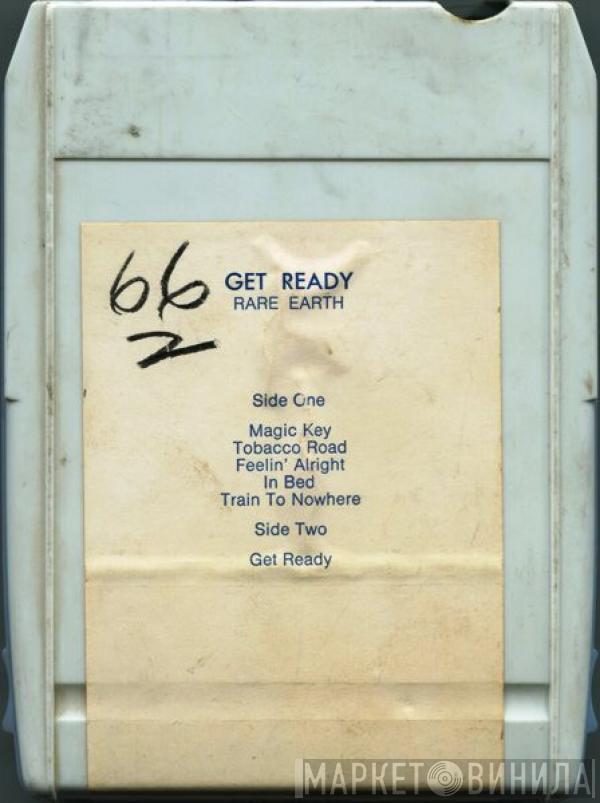 66
2
GET READY
RARE EARTH
Side One
Magic Key
Tobacco Road
Feelin' Alright
In Bed
Train To Nowhere
Side Two
Get Ready
МАРКЕТ ВИНИЛА